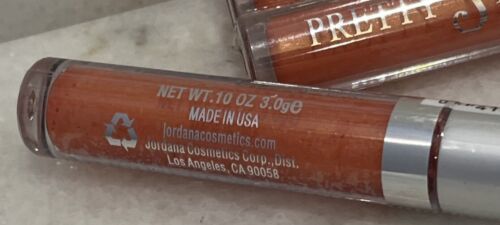 PRETTY
NET WT.10 OZ 3.0g℮
MADE IN USA
jordanacosmetics.com
Jordana Cosmetics Corp., Dist.
Los Angeles, CA 90058